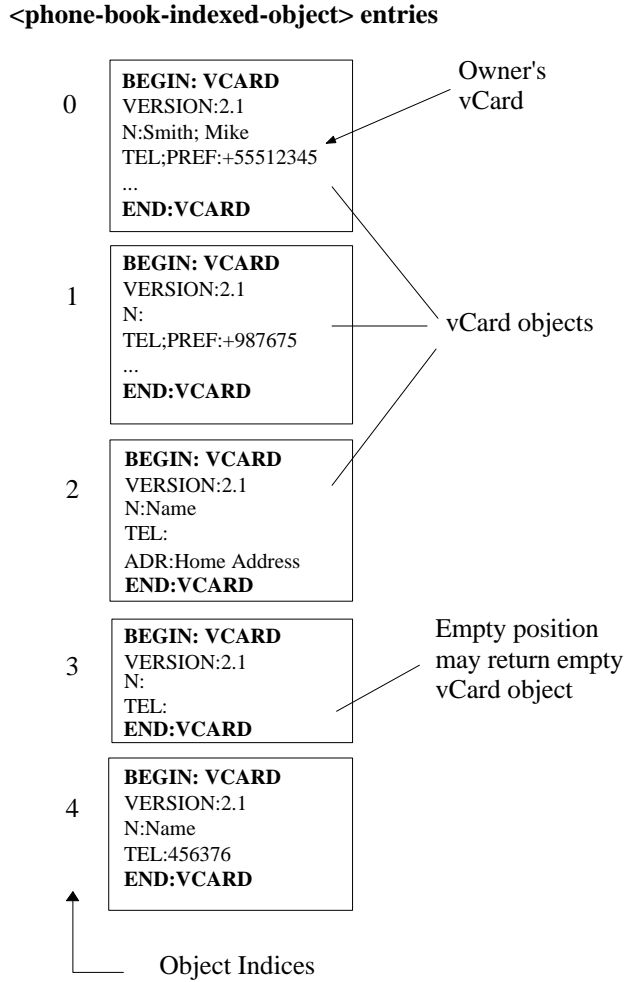 <phone-book-indexed-object> entries
Owner's
vCard
0
BEGIN: VCARD
VERSION:2.1
N:Smith; Mike
TEL;PREF:+55512345
...
END:VCARD
1
BEGIN: VCARD
VERSION:2.1
N:
TEL;PREF:+987675
...
END:VCARD
vCard objects
2
BEGIN: VCARD
VERSION:2.1
N:Name
TEL:
ADR:Home Address
END:VCARD
3
BEGIN: VCARD
VERSION:2.1
N:
TEL:
END:VCARD
Empty position
may return empty
vCard object
4
BEGIN: VCARD
VERSION:2.1
N:Name
TEL:456376
END:VCARD
Object Indices